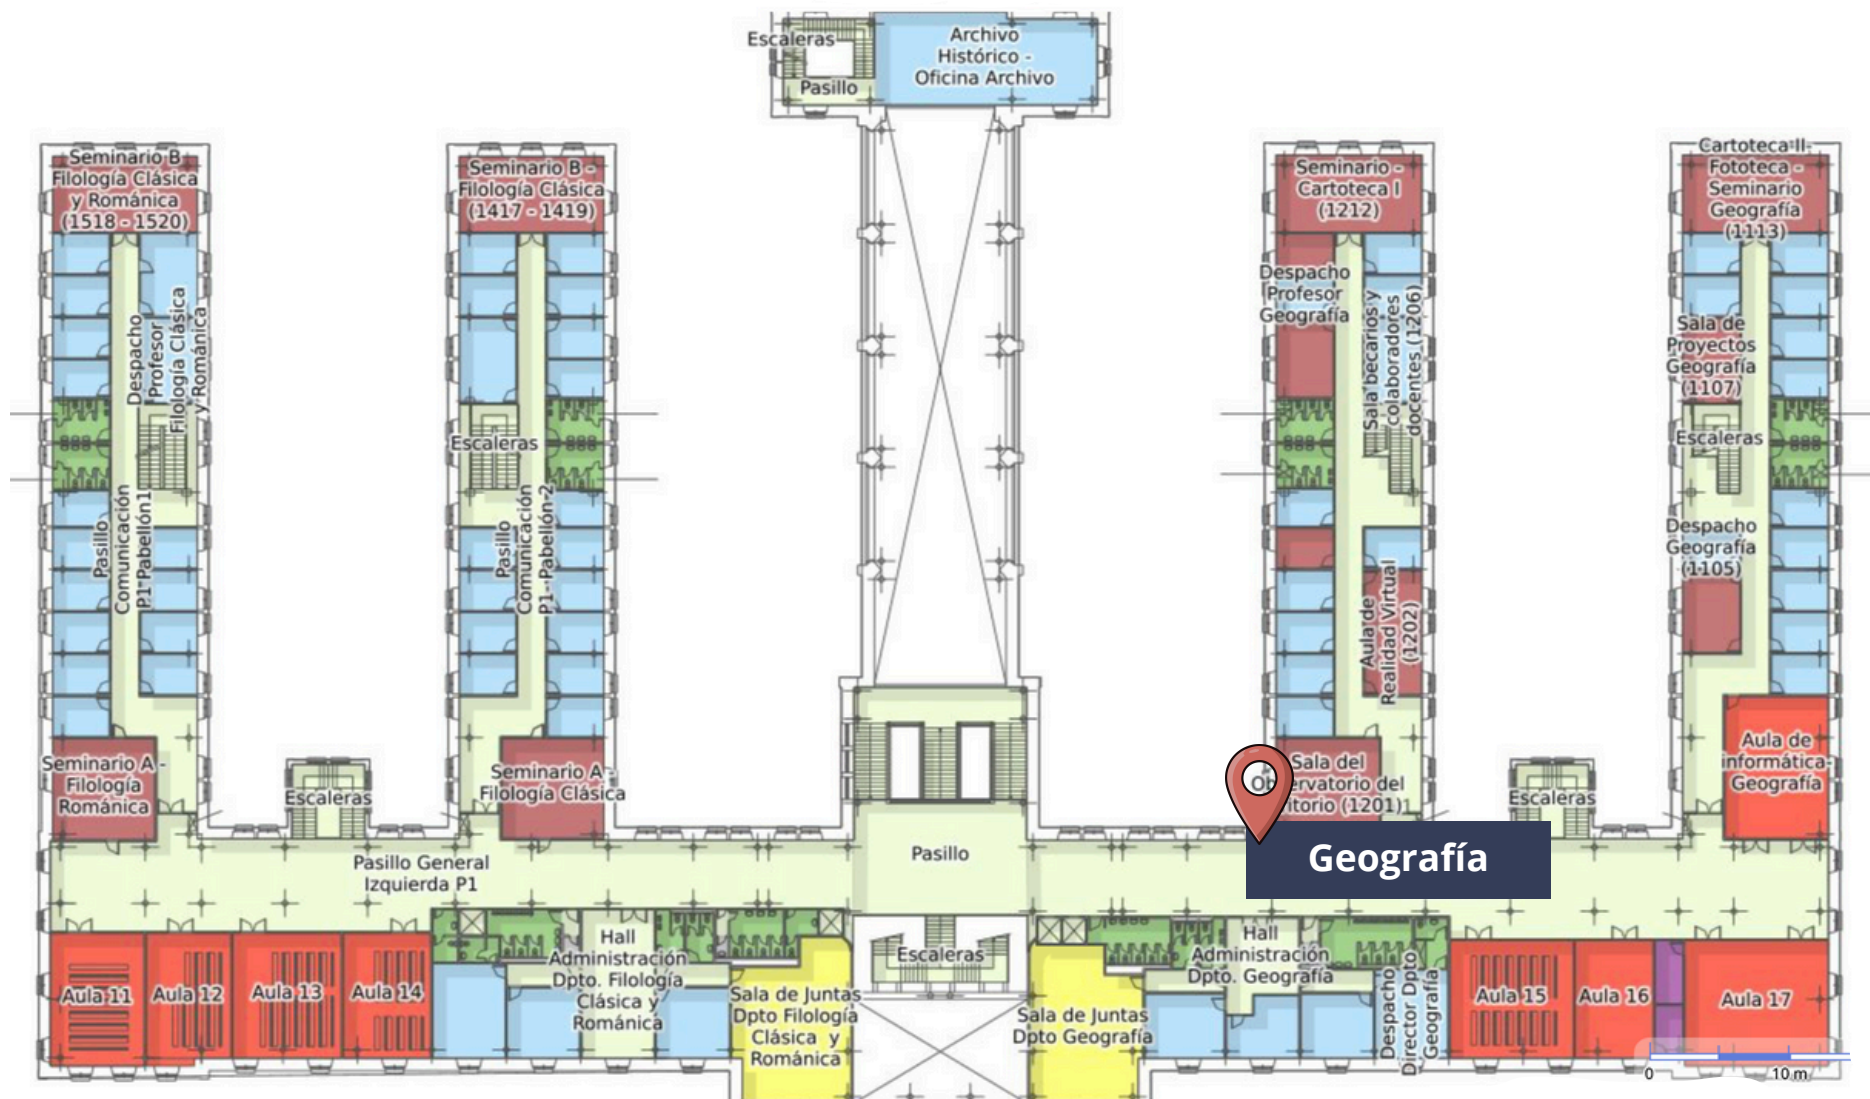 Escaleras
Archivo
Histórico -
Oficina Archivo
Pasillo
Seminario B
Filología Clásica
y Románica
(1518 - 1520)
Seminario B -
Filología Clásica
(1417 - 1419)
Seminario -
Cartoteca I
(1212)
Cartoteca II-
Fototeca -
Seminario
Geografía
(1113)
Despacho
Profesor
Filología Clásica
y Románica
Despacho
Profesor
Geografía
Sala becarios y
colaboradores
docentes (1206)
Sala de
Proyectos
Geografía
(1107)
Escaleras
Escaleras
Pasillo
Comunicación
P1-Pabellón1
Pasillo
Comunicación
P1-Pabellón-2
Despacho
Geografía
(1105)
Aula de
Realidad Virtual
(1202)
Seminario A -
Filología
Románica
Escaleras
Seminario A -
Filología Clásica
Sala del
Observatorio del
itorio (1201)
Escaleras
Aula de
informática-
Geografía
Pasillo General
Izquierda P1
Pasillo
Geografía
Aula 11
Aula 12
Aula 13
Aula 14
Hall
Administración
Dpto. Filología
Clásica y
Románica
Sala de Juntas
Dpto Filología
Clásica y
Románica
Escaleras
Sala de Juntas
Dpto Geografía
Hall
Administración
Dpto. Geografía
Despacho
Director Dpto
Geografía
Aula 15
Aula 16
Aula 17
0 10 m